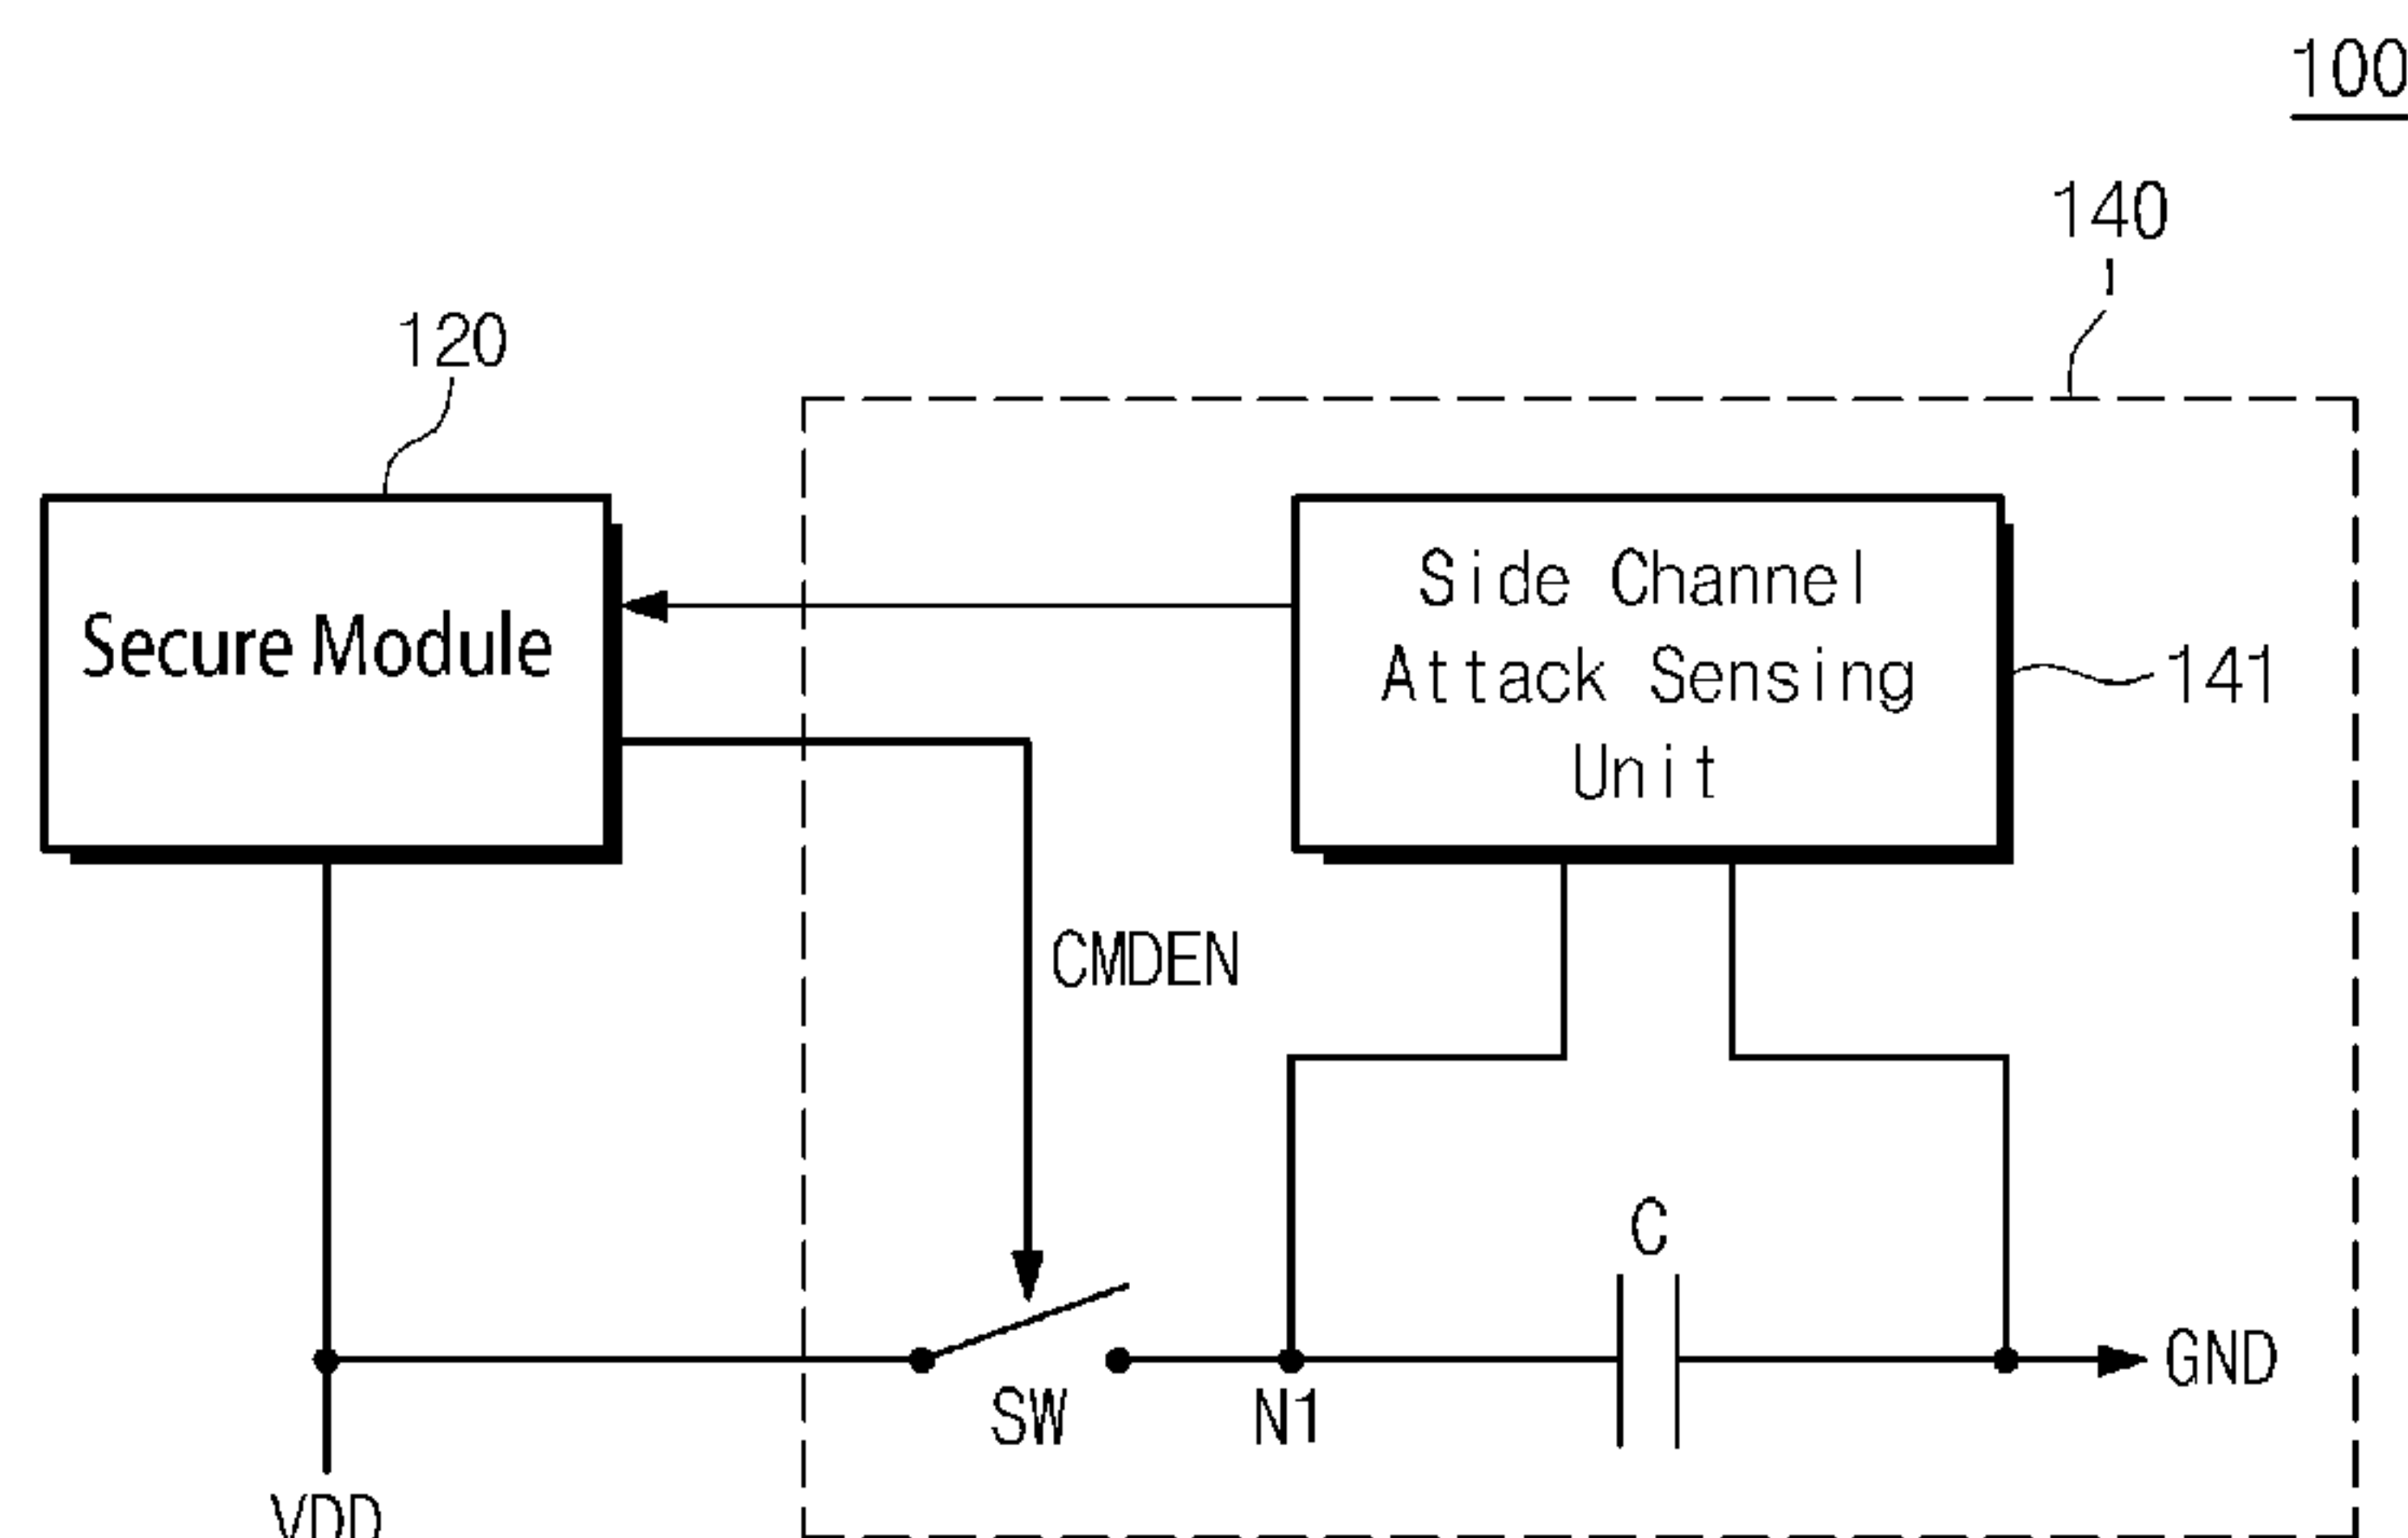 100
140
120
Secure Module
Side Channel
Attack Sensing
Unit
141
CMDEN
C
SW
N1
GND
VDD